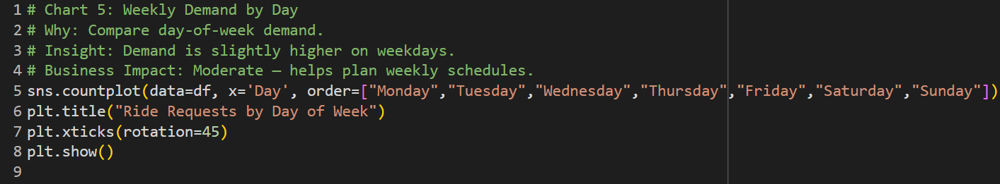 1 # Chart 5: Weekly Demand by Day
2 # Why: Compare day-of-week demand.
3 # Insight: Demand is slightly higher on weekdays.
4 # Business Impact: Moderate — helps plan weekly schedules.
5 sns.countplot(data=df, x='Day', order=["Monday","Tuesday","Wednesday","Thursday","Friday","Saturday","Sunday"])
6 plt.title("Ride Requests by Day of Week")
7 plt.xticks(rotation=45)
8 plt.show()
9